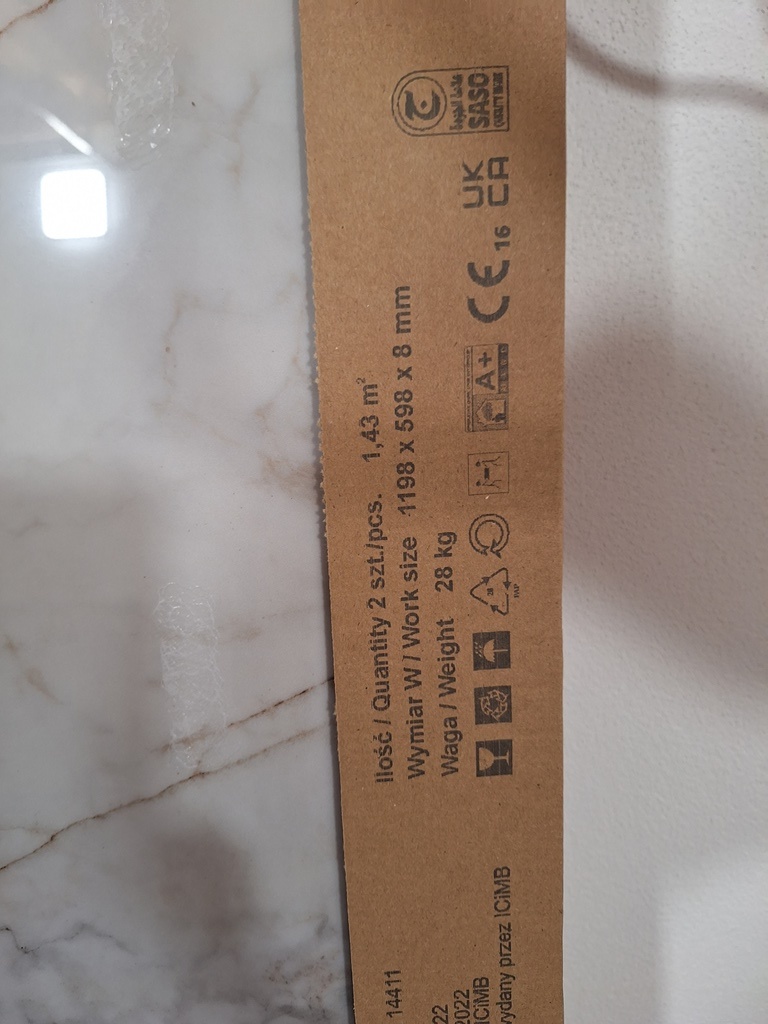 Ilość / Quantity 2 szt./pcs. 1,43 m²
Wymiar W / Work size 1198 x 598 x 8 mm
Waga / Weight 28 kg
A+
CE 16
UK
CA
SASO
14411
22
2022
ICiMB
wydany przez ICiMB